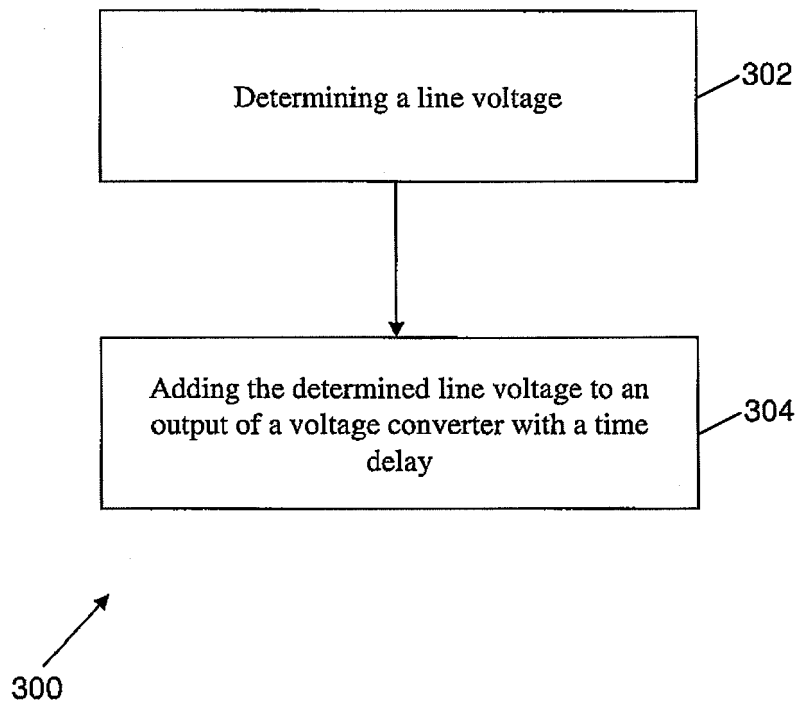 Determining a line voltage
302
Adding the determined line voltage to an
output of a voltage converter with a time
delay
304
300